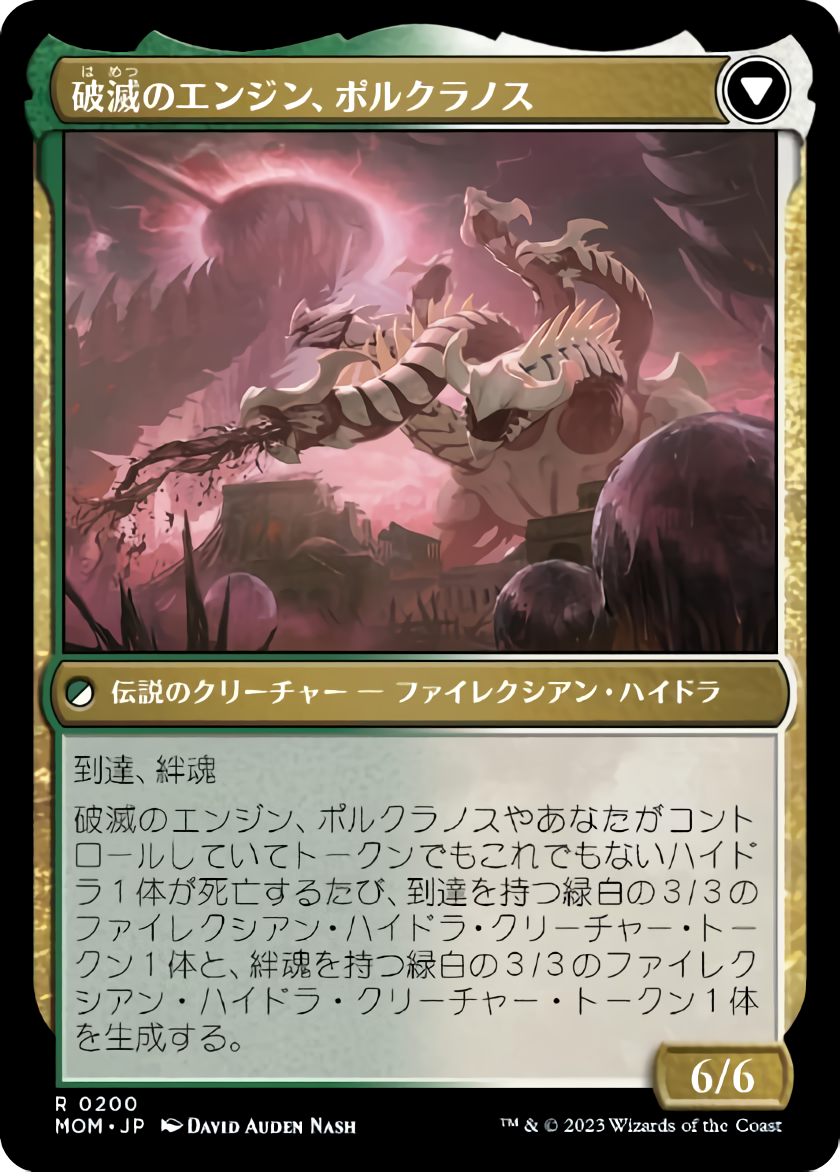 破滅のエンジン、ポルクラノス
伝説のクリーチャー — ファイレクシアン・ハイドラ
到達、絆魂
破滅のエンジン、ポルクラノスやあなたがコント
ロールしていてトークンでもこれでもないハイド
ラ１体が死亡するたび、到達を持つ緑白の３/３の
ファイレクシアン・ハイドラ・クリーチャー・トー
クン１体と、絆魂を持つ緑白の３/３のファイレク
シアン・ハイドラ・クリーチャー・トークン１体
を生成する。
6/6
R 0200
MOM • JP DAVID AUDEN NASH
™ & © 2023 Wizards of the Coast